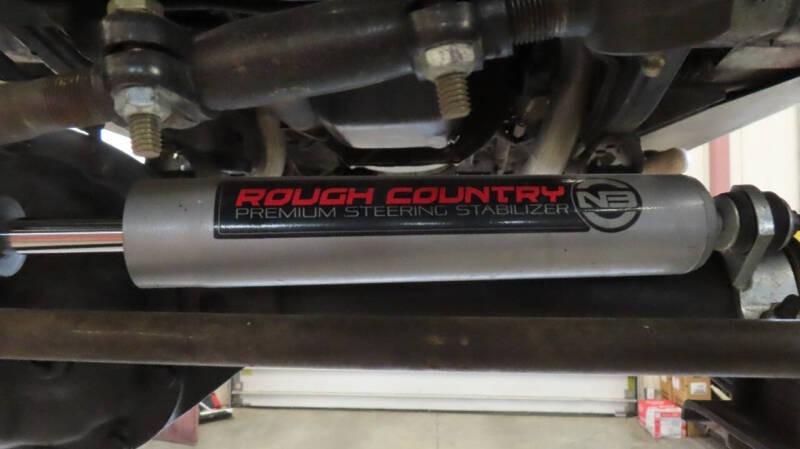 ROUGH COUNTRY
PREMIUM STEERING STABILIZER
N3